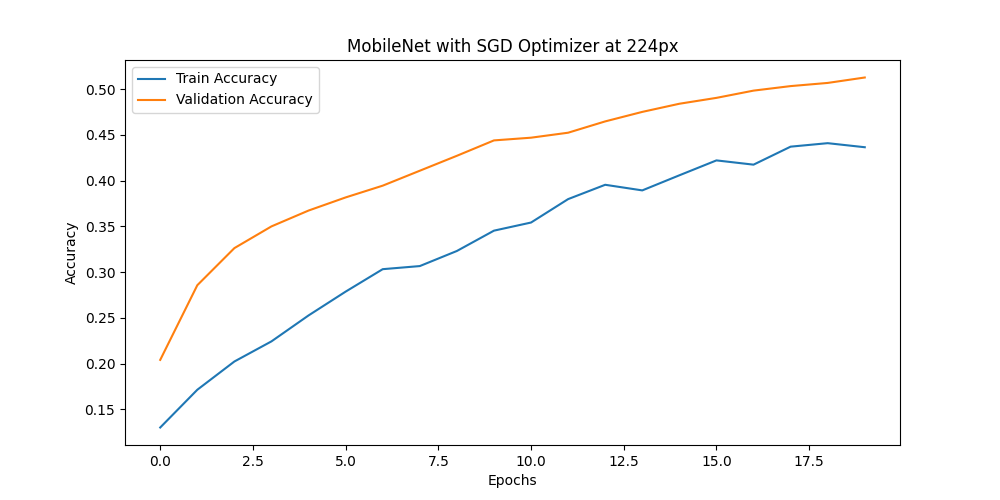 MobileNet with SGD Optimizer at 224px
Train Accuracy
Validation Accuracy
0.50
0.45
0.40
0.35
0.30
0.25
0.20
0.15
Accuracy
0.0 2.5 5.0 7.5 10.0 12.5 15.0 17.5
Epochs